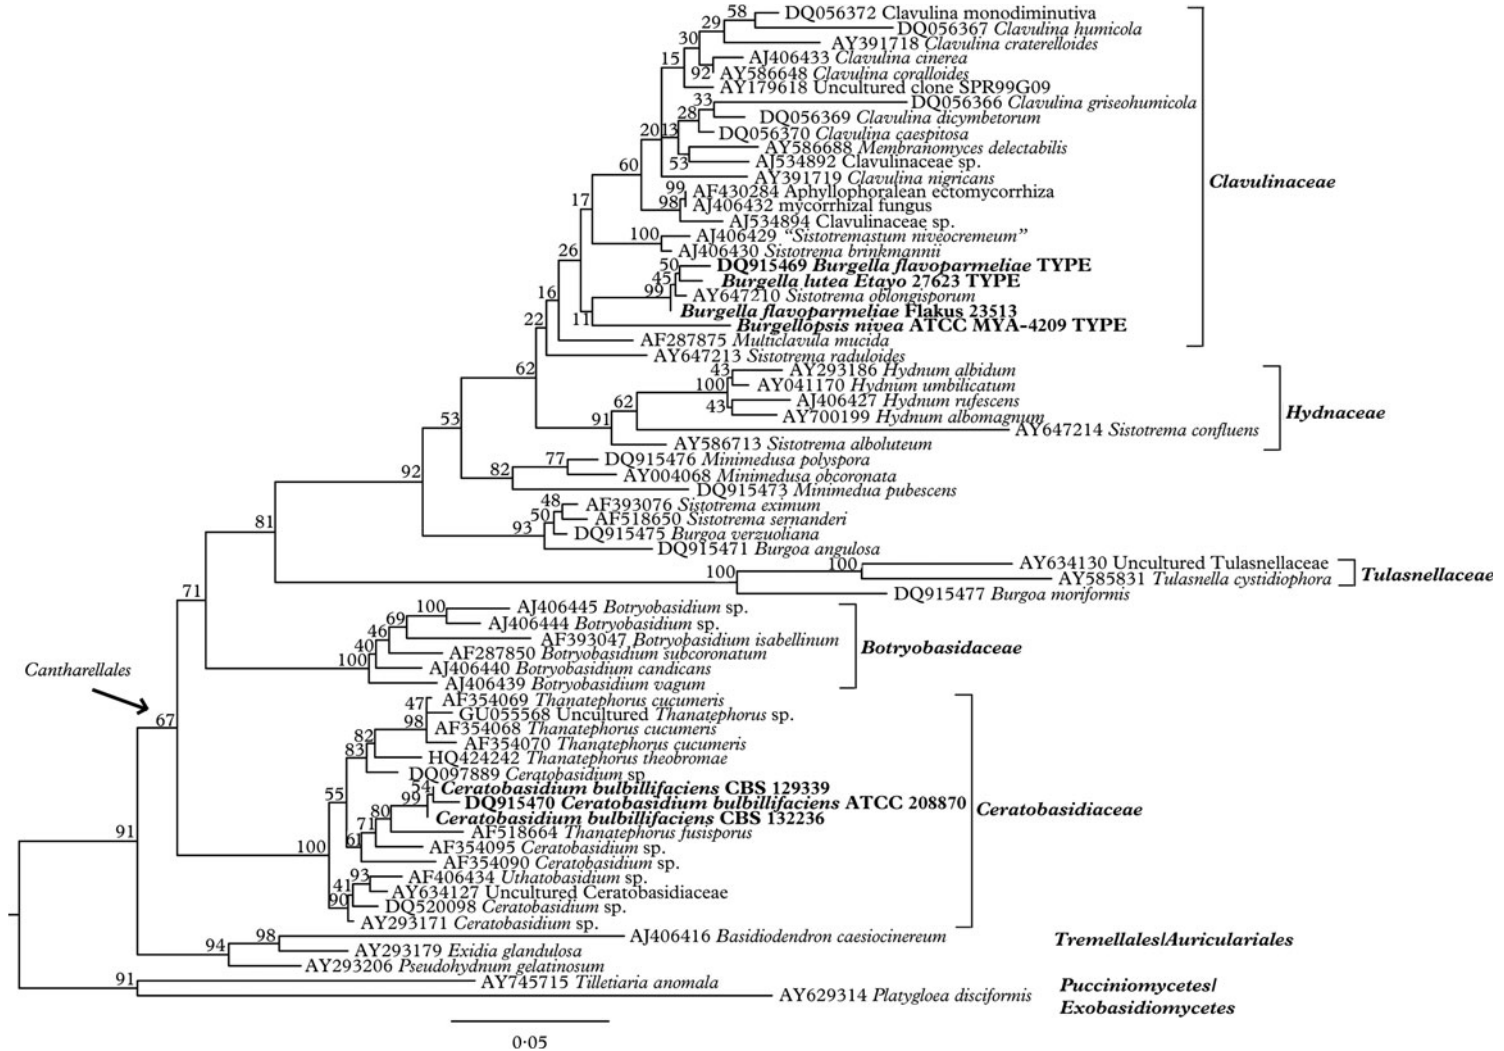 58 DQ056372 Clavulina monodiminutiva
29 DQ056367 Clavulina humicola
30 AY391718 Clavulina craterelloides
15 AJ406433 Clavulina cinerea
92 AY586648 Clavulina coralloides
AY179618 Uncultured clone SPR99G09
33 DQ056366 Clavulina griseohumicola
28 DQ056369 Clavulina dicymbetorum
20 13 DQ056370 Clavulina caespitosa
AY586688 Membranomyces delectabilis
53 AJ534892 Clavulinaceae sp.
60 AY391719 Clavulina nigricans
Clavulinaceae
99 AF430284 Aphyllophoralean ectomycorrhiza
17 98 AJ406432 mycorrhizal fungus
AJ534894 Clavulinaceae sp.
100 AJ406429 “Sistotremastum niveocremeum”
26 AJ406430 Sistotrema brinkmannii
50 DQ915469 Burgella flavoparmeliae TYPE
45 Burgella lutea Etayo 27623 TYPE
16 99 AY647210 Sistotrema oblongisporum
Burgella flavoparmeliae Flakus 23513
22 11 Burgellopsis nivea ATCC MYA-4209 TYPE
AF287875 Multiclavula mucida
AY647213 Sistotrema raduloides
62 43 AY293186 Hydnum albidum
100 AY041170 Hydnum umbilicatum
62 43 AJ406427 Hydnum rufescens
Hydnaceae
53 91 AY700199 Hydnum albomagnum
AY647214 Sistotrema confluens
AY586713 Sistotrema alboluteum
77 DQ915476 Minimedusa polyspora
92 82 AY004068 Minimedusa obcoronata
DQ915473 Minimedua pubescens
48 AF393076 Sistotrema eximum
50 AF518650 Sistotrema sernanderi
81 93 DQ915475 Burgoa verzuoliana
DQ915471 Burgoa angulosa
100 AY634130 Uncultured Tulasnellaceae
100 AY585831 Tulasnella cystidiophora
Tulasnellaceae
71 DQ915477 Burgoa moriformis
100 AJ406445 Botryobasidium sp.
69 AJ406444 Botryobasidium sp.
46 AF393047 Botryobasidium isabellinum
Botryobasidaceae
40 AF287850 Botryobasidium subcoronatum
100 AJ406440 Botryobasidium candicans
Cantharellales
AJ406439 Botryobasidium vagum
47 AF354069 Thanatephorus cucumeris
GU055568 Uncultured Thanatephorus sp.
67 98 AF354068 Thanatephorus cucumeris
82 AF354070 Thanatephorus cucumeris
83 HQ424242 Thanatephorus theobromae
DQ097889 Ceratobasidium sp
54 Ceratobasidium bulbillifaciens CBS 129339
55 99 DQ915470 Ceratobasidium bulbillifaciens ATCC 208870
Ceratobasidiaceae
80 Ceratobasidium bulbillifaciens CBS 132236
91 71 AF518664 Thanatephorus fusisporus
100 61 AF354095 Ceratobasidium sp.
AF354090 Ceratobasidium sp.
93 AF406434 Uthatobasidium sp.
41 AY634127 Uncultured Ceratobasidiaceae
90 DQ520098 Ceratobasidium sp.
AY293171 Ceratobasidium sp.
98 AJ406416 Basidiodendron caesiocinereum
Tremellales/Auriculariales
94 AY293179 Exidia glandulosa
AY293206 Pseudohydnum gelatinosum
91 AY745715 Tilletiaria anomala
Pucciniomycetes/
AY629314 Platygloea disciformis
Exobasidiomycetes
0·05